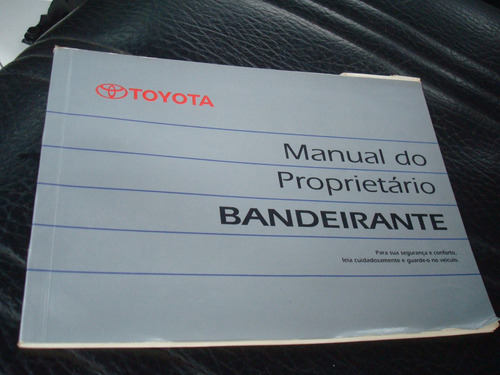 TOYOTA
Manual do
Proprietário
BANDEIRANTE
Para sua segurança e conforto,
leia cuidadosamente e guarde-o no veículo.